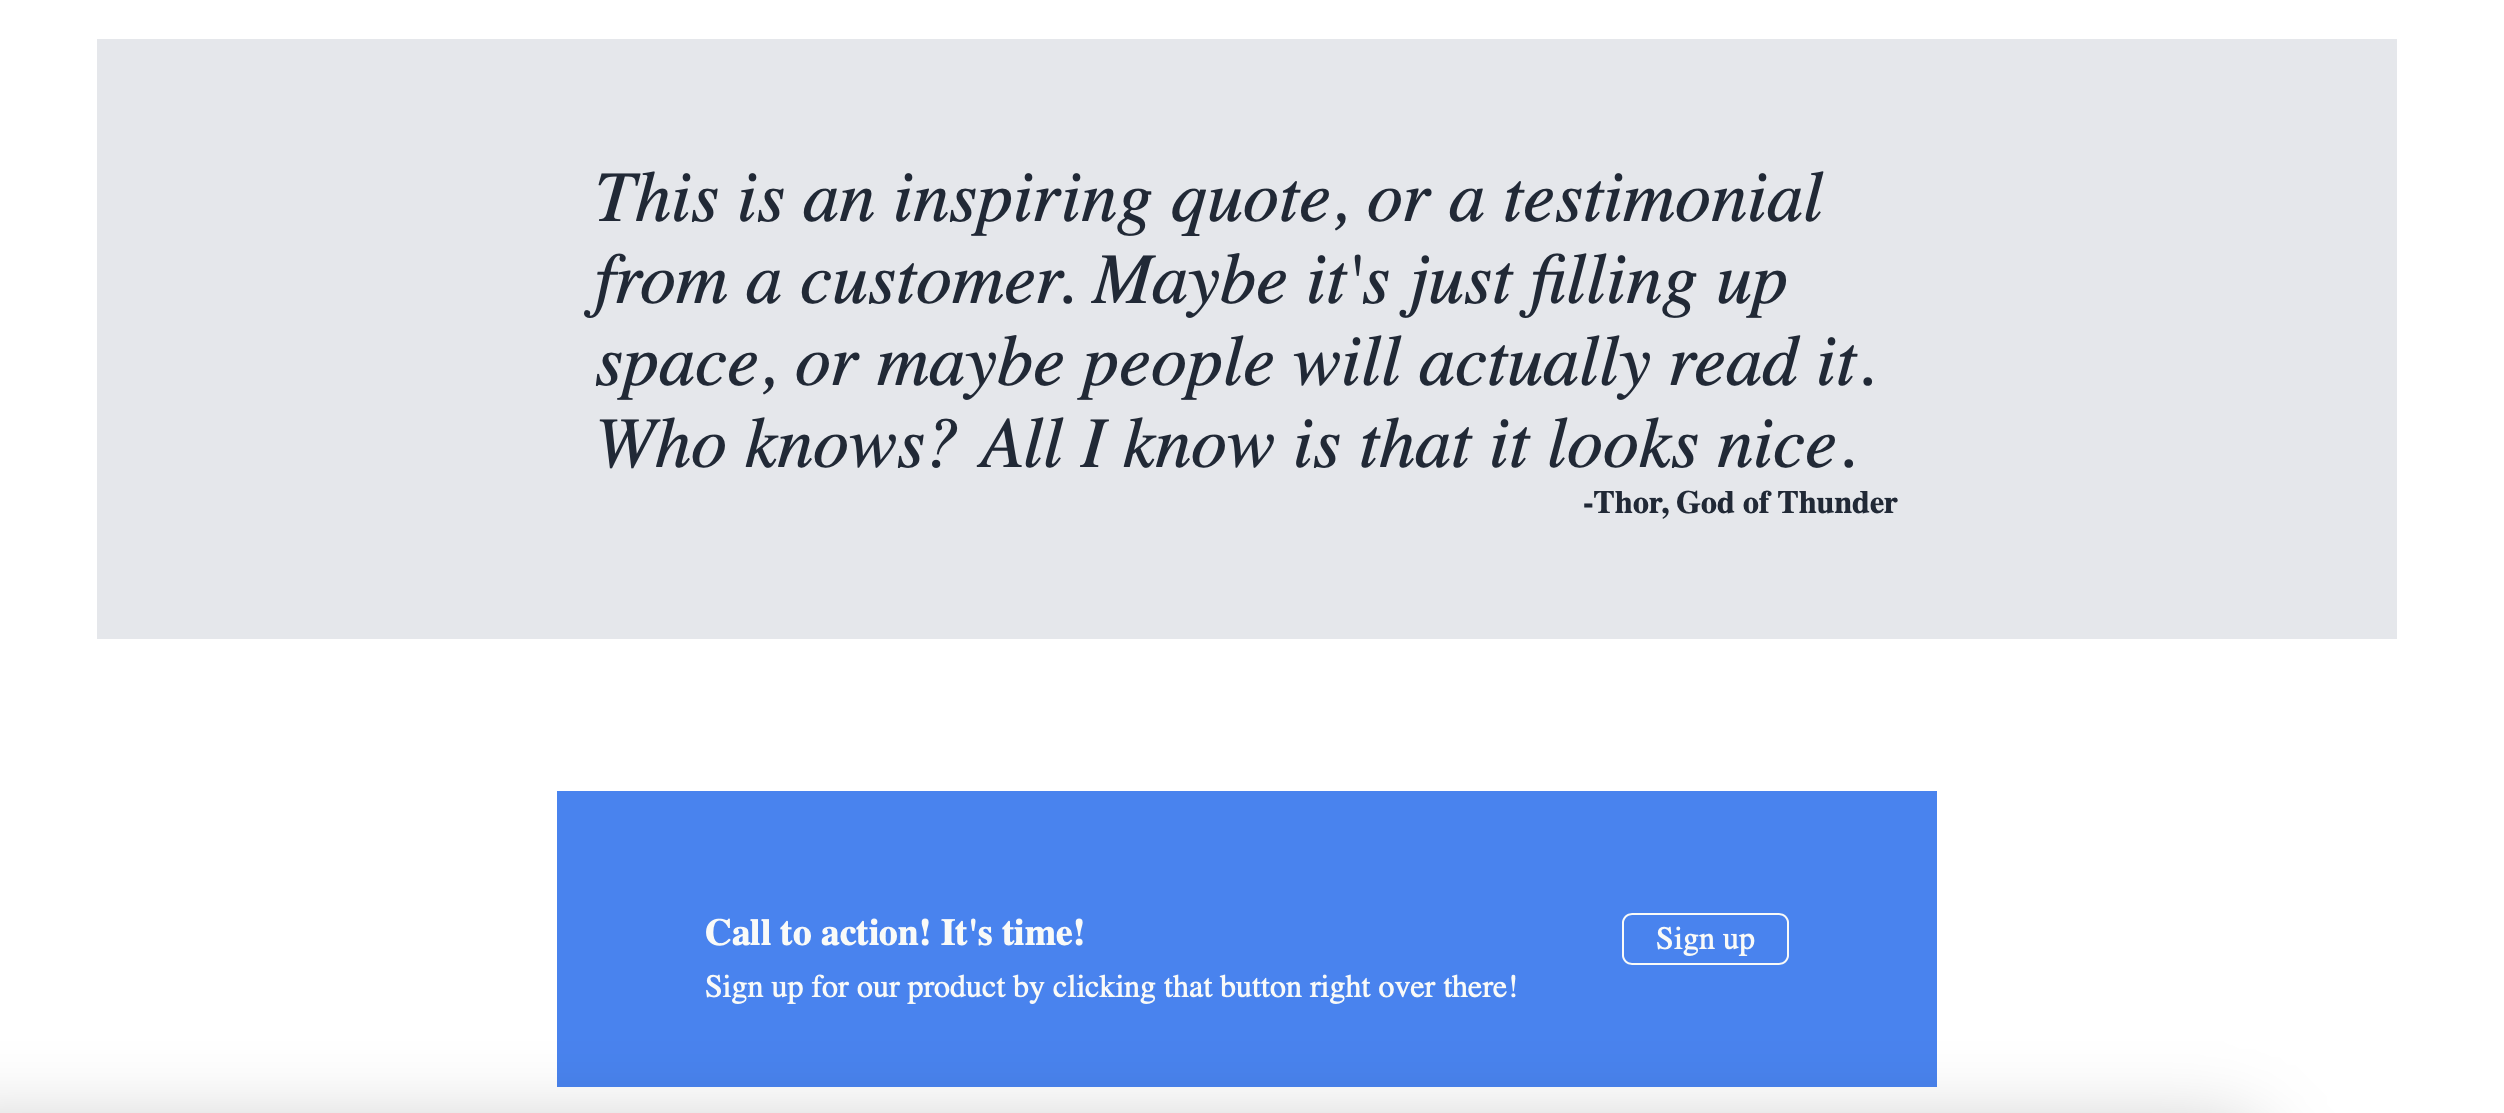 This is an inspiring quote, or a testimonial
from a customer. Maybe it's just filling up
space, or maybe people will actually read it.
Who knows? All I know is that it looks nice.
-Thor, God of Thunder
Call to action! It's time!
Sign up
Sign up for our product by clicking that button right over there!